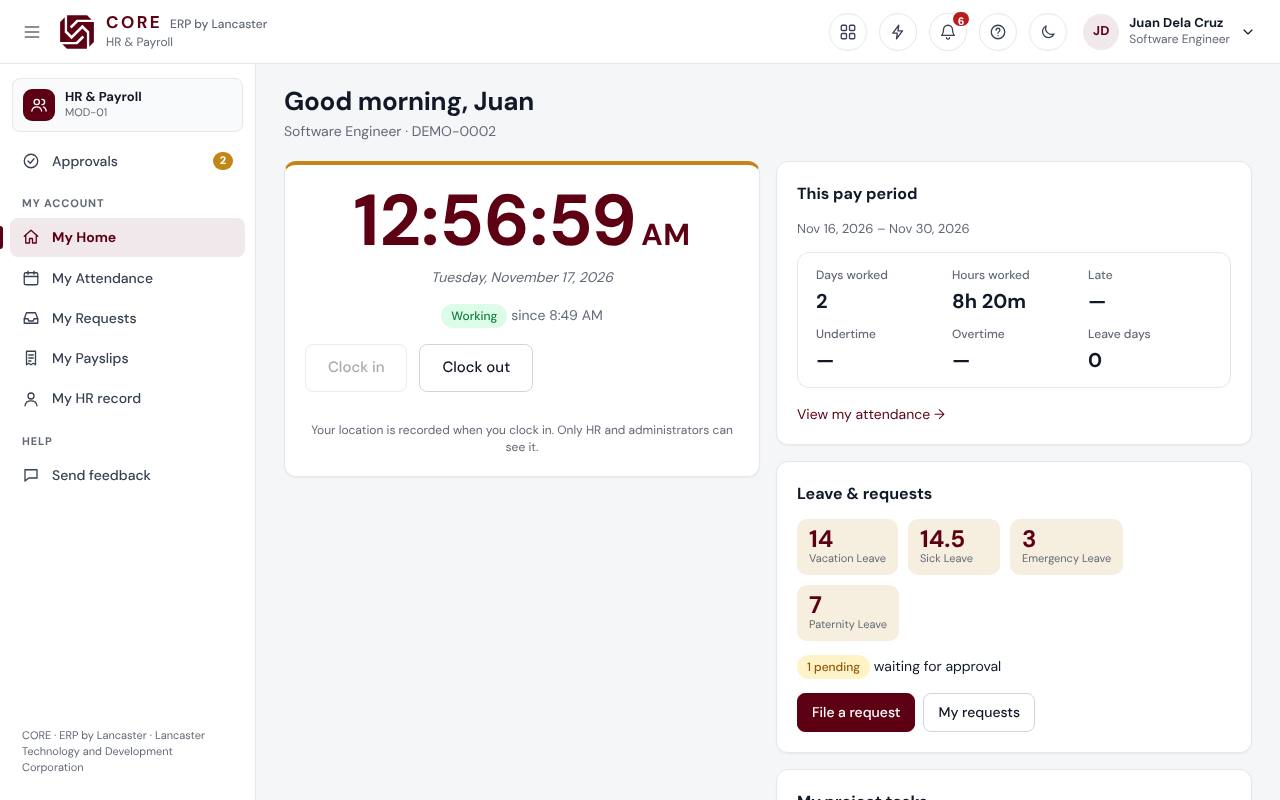 CORE ERP by Lancaster
HR & Payroll
6
JD
Juan Dela Cruz
Software Engineer
HR & Payroll
MOD-01
Approvals 2
MY ACCOUNT
My Home
My Attendance
My Requests
My Payslips
My HR record
HELP
Send feedback
CORE · ERP by Lancaster · Lancaster
Technology and Development
Corporation
Good morning, Juan
Software Engineer · DEMO-0002
12:56:59 AM
Tuesday, November 17, 2026
Working since 8:49 AM
Clock in Clock out
Your location is recorded when you clock in. Only HR and administrators can
see it.
This pay period
Nov 16, 2026 – Nov 30, 2026
Days worked Hours worked Late
2 8h 20m —
Undertime Overtime Leave days
— — 0
View my attendance →
Leave & requests
14 14.5 3
Vacation Leave Sick Leave Emergency Leave
7
Paternity Leave
1 pending waiting for approval
File a request My requests
My project tasks